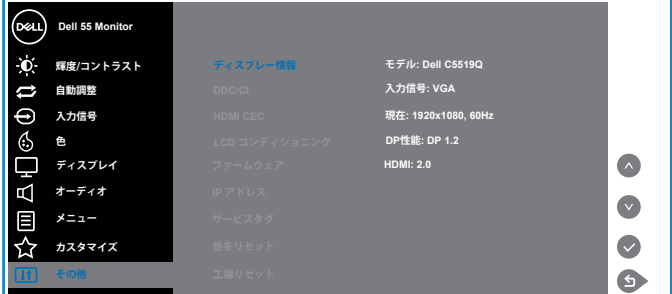 DELL Dell 55 Monitor
輝度/コントラスト ディスプレー情報 モデル: Dell C5519Q
自動調整 DDC/CI 入力信号: VGA
入力信号 HDMI CEC 現在: 1920x1080, 60Hz
色 LCD コンディショニング DP性能: DP 1.2
ディスプレイ ファームウェア HDMI: 2.0
オーディオ IP アドレス
メニュー サービスタグ
カスタマイズ 他をリセット
その他 工場リセット